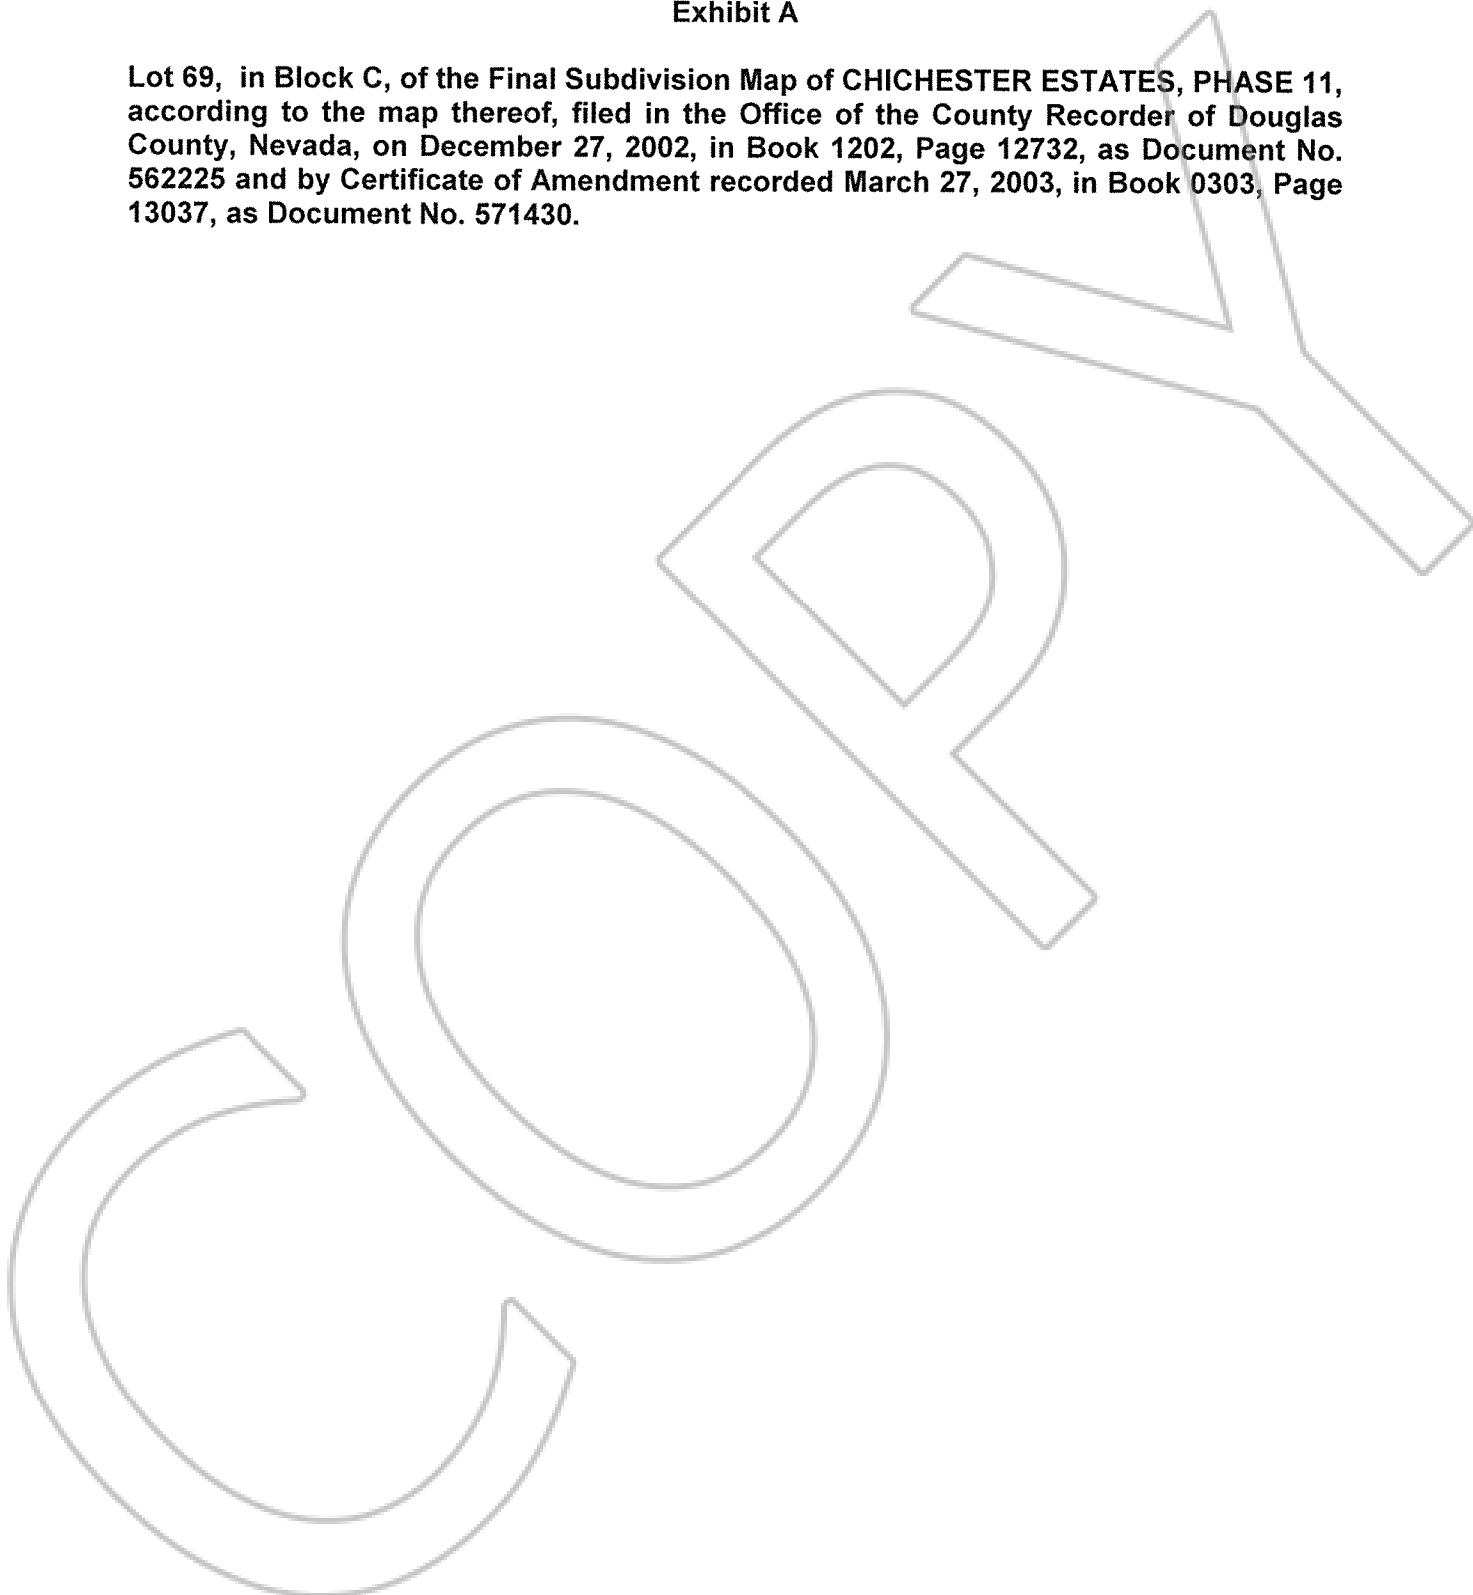 Exhibit A
Lot 69, in Block C, of the Final Subdivision Map of CHICHESTER ESTATES, PHASE 11,
according to the map thereof, filed in the Office of the County Recorder of Douglas
County, Nevada, on December 27, 2002, in Book 1202, Page 12732, as Document No.
562225 and by Certificate of Amendment recorded March 27, 2003, in Book 0303, Page
13037, as Document No. 571430.
COPY